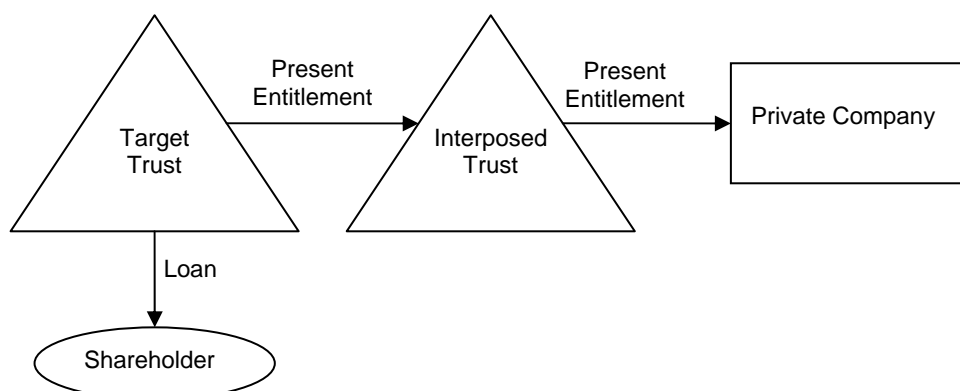 Present
Entitlement
Present
Entitlement
Target
Trust
Interposed
Trust
Private Company
Loan
Shareholder